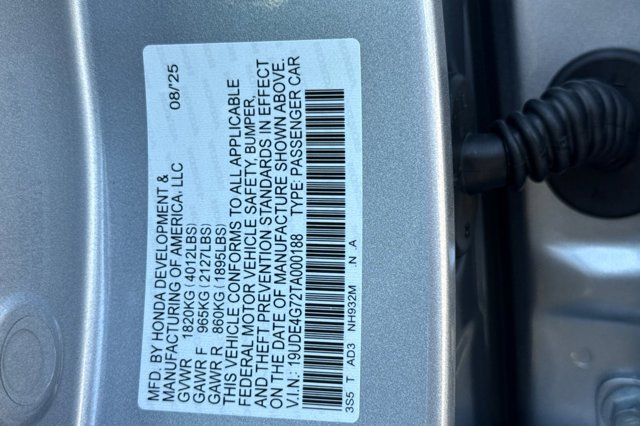 MFD. BY HONDA DEVELOPMENT & 08/'25
MANUFACTURING OF AMERICA, LLC
GVWR 1820KG (4012LBS)
GAWR F 965KG (2127LBS)
GAWR R 860KG (1895LBS)
THIS VEHICLE CONFORMS TO ALL APPLICABLE
FEDERAL MOTOR VEHICLE SAFETY, BUMPER,
AND THEFT PREVENTION STANDARDS IN EFFECT
ON THE DATE OF MANUFACTURE SHOWN ABOVE.
V.I.N.: 19UDE4G72TA000188 TYPE: PASSENGER CAR
3S5 T AD3 NH932M .N .A